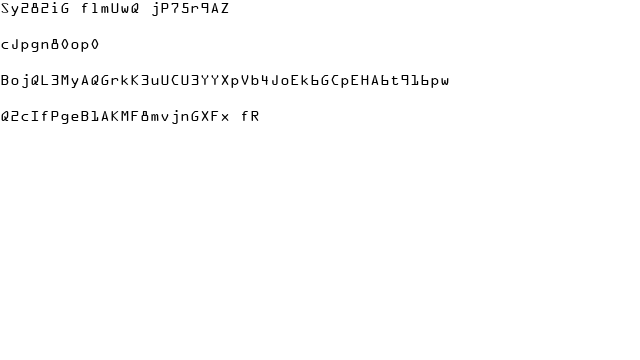 Sy282iG flmUwQ jP75r9AZ
cJpgn80op0
BojQL3MyAQGrkK3uUCU3YYXpVb4JoEk6GCpEHA6t916pw
Q2cIfPgeB1AKMF8mvjnGXFx fR